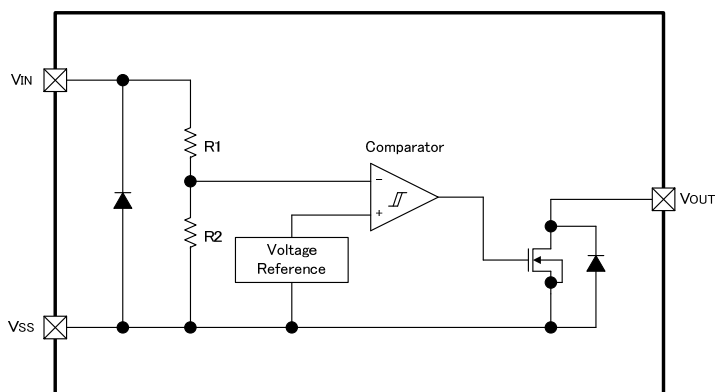 VIN
R1
Comparator
−
+
VOUT
R2
Voltage
Reference
VSS